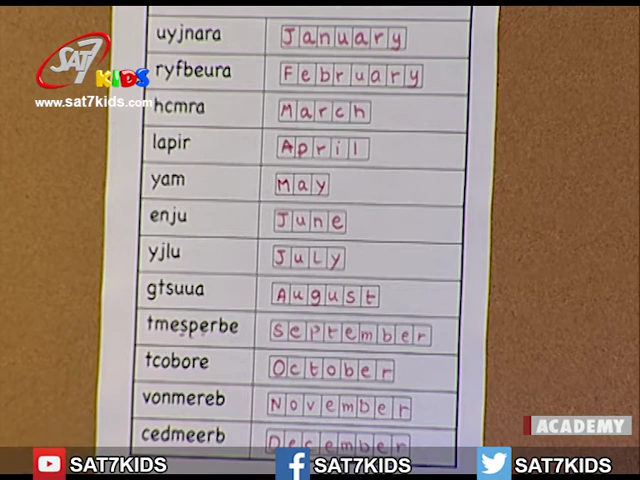 uyjnara January
ryfbeura February
hcmra March
lapir April
yam May
enju June
yjlu July
gtsuua August
tmesperbe September
tcobore October
vonmereb November
cedmeerb December
SAT7
KIDS
www.sat7kids.com
ACADEMY
SAT7KIDS SAT7KIDS SAT7KIDS